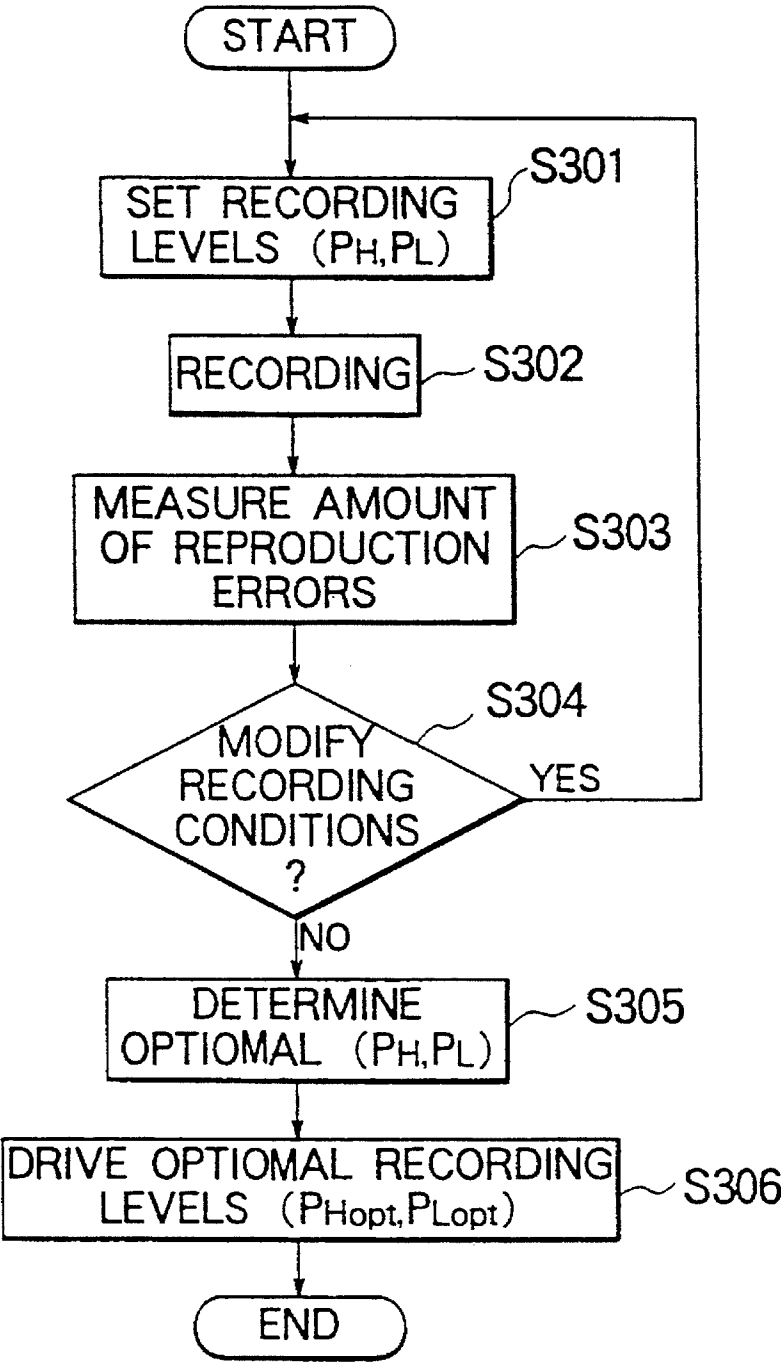 START
S301
SET RECORDING
LEVELS (PH,PL)
RECORDING
S302
MEASURE AMOUNT
OF REPRODUCTION
ERRORS
S303
S304
MODIFY
RECORDING
CONDITIONS
?
YES
NO
DETERMINE
OPTIOMAL (PH,PL)
S305
DRIVE OPTIOMAL RECORDING
LEVELS (PHopt,PLopt)
S306
END